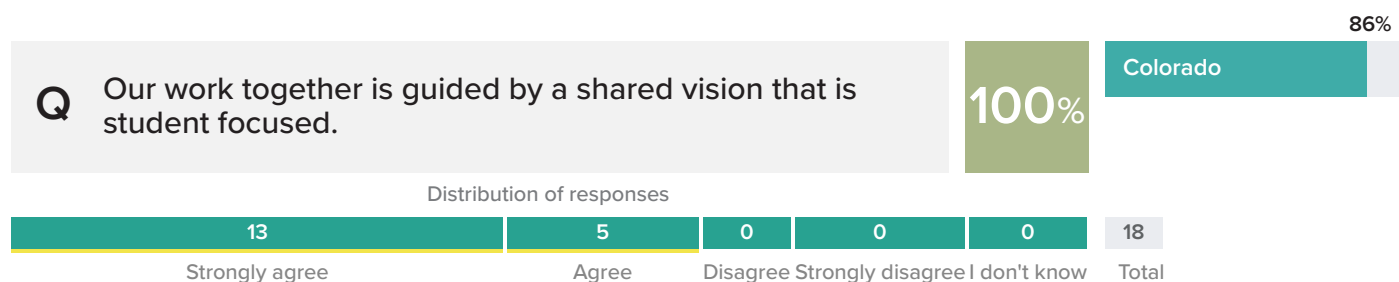 86%
Q
Our work together is guided by a shared vision that is
student focused.
100%
Colorado
Distribution of responses
13 5 0 0 0 18
Strongly agree Agree Disagree Strongly disagree I don't know Total